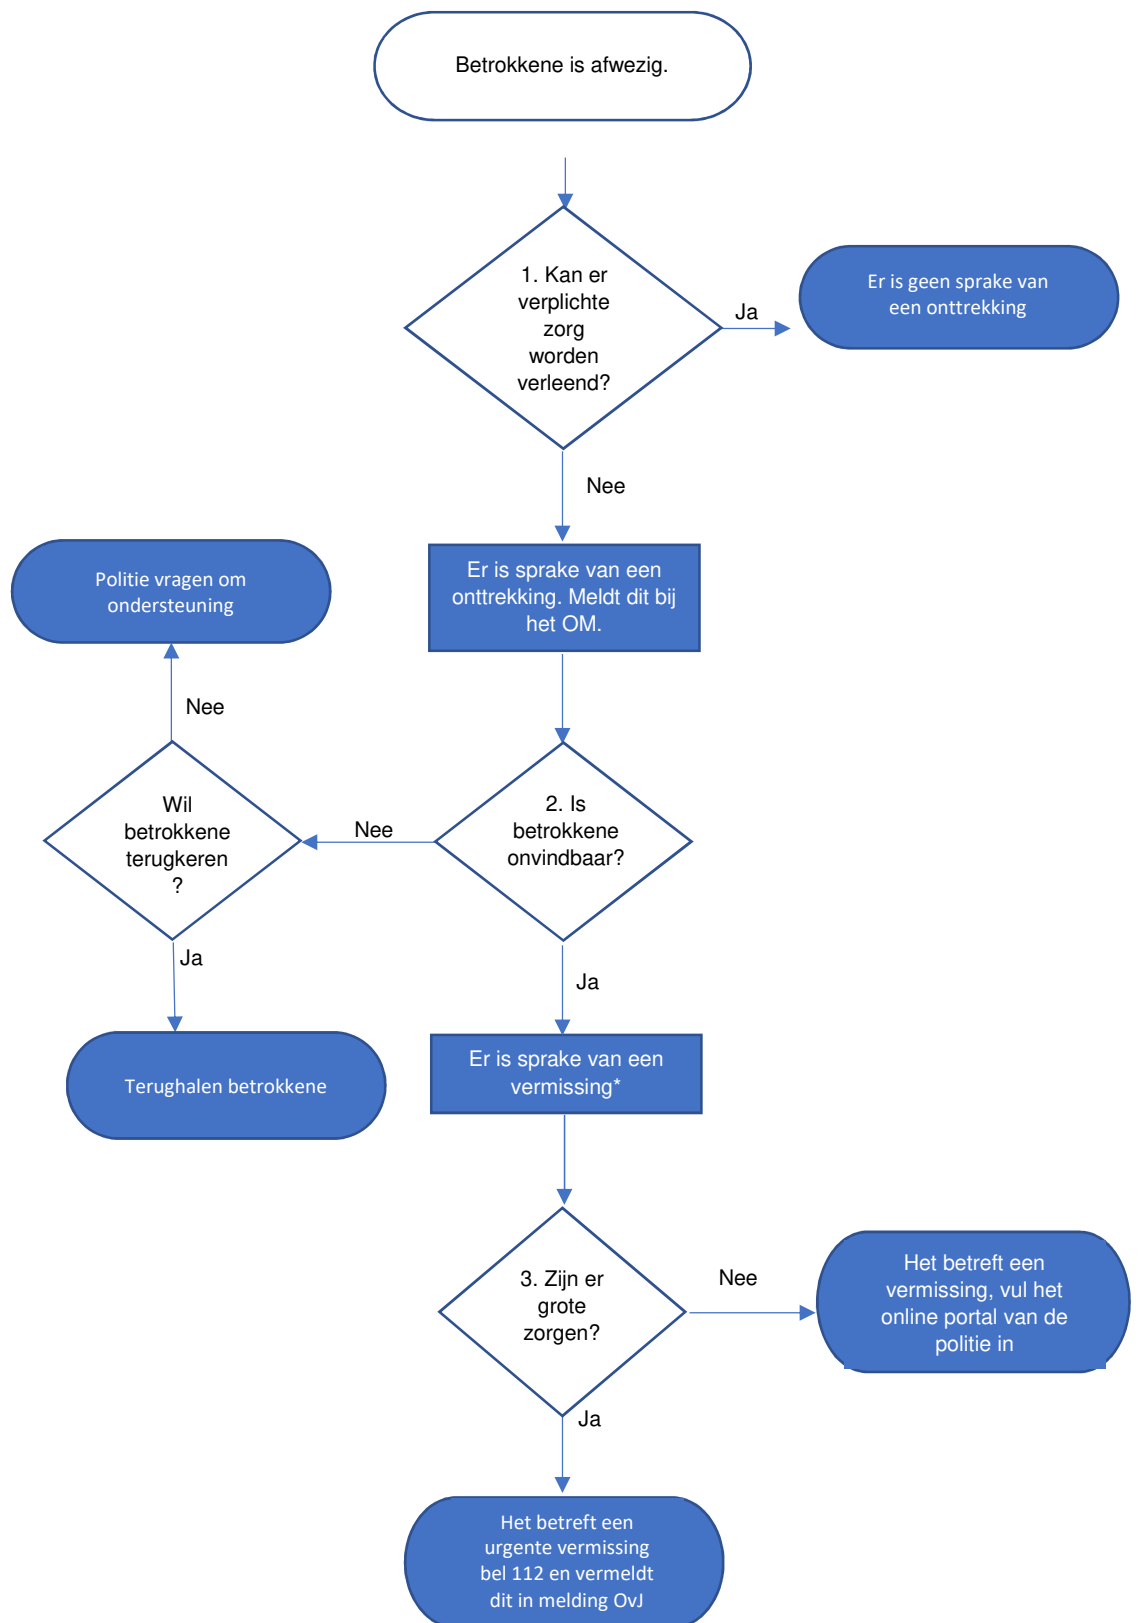 Betrokkene is afwezig.
1. Kan er
verplichte
zorg
worden
verleend?
Ja
Er is geen sprake van
een onttrekking
Nee
Er is sprake van een
onttrekking. Meldt dit bij
het OM.
Politie vragen om
ondersteuning
Nee
Wil
betrokkene
terugkeren
?
Nee
2. Is
betrokkene
onvindbaar?
Ja
Ja
Terughalen betrokkene
Er is sprake van een
vermissing*
3. Zijn er
grote
zorgen?
Nee
Het betreft een
vermissing, vul het
online portal van de
politie in
Ja
Het betreft een
urgente vermissing
bel 112 en vermeldt
dit in melding OvJ